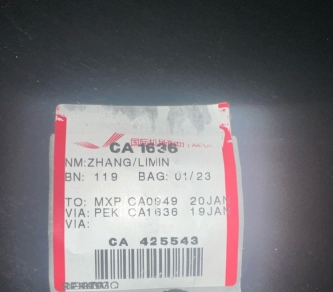 CA 1636
NM:ZHANG/LIMIN
BN: 119 BAG: 01/23
TO: MXP CA0949 20JAN
VIA: PEK CA1636 19JAN
VIA:
CA 425543